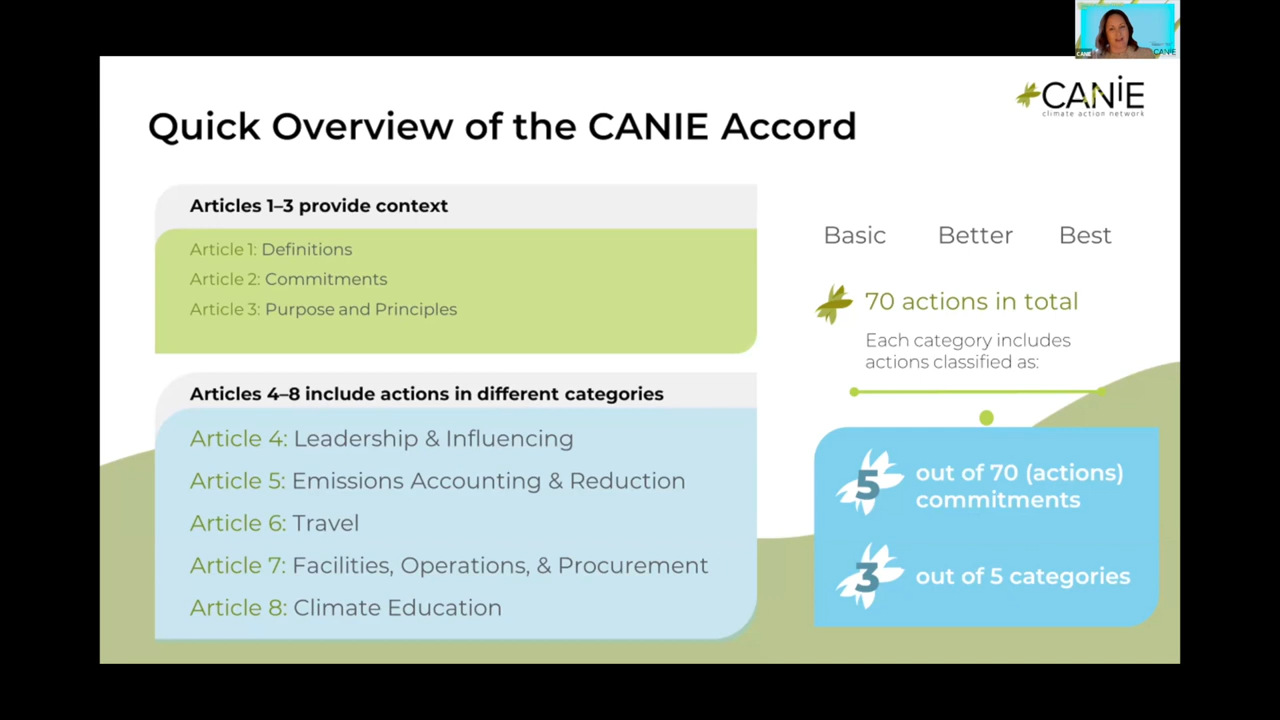 CANIE
CANIE
CANiE
climate action network
Quick Overview of the CANIE Accord
Articles 1–3 provide context
Article 1: Definitions
Article 2: Commitments
Article 3: Purpose and Principles
Articles 4–8 include actions in different categories
Article 4: Leadership & Influencing
Article 5: Emissions Accounting & Reduction
Article 6: Travel
Article 7: Facilities, Operations, & Procurement
Article 8: Climate Education
Basic Better Best
70 actions in total
Each category includes
actions classified as:
5 out of 70 (actions)
commitments
3 out of 5 categories